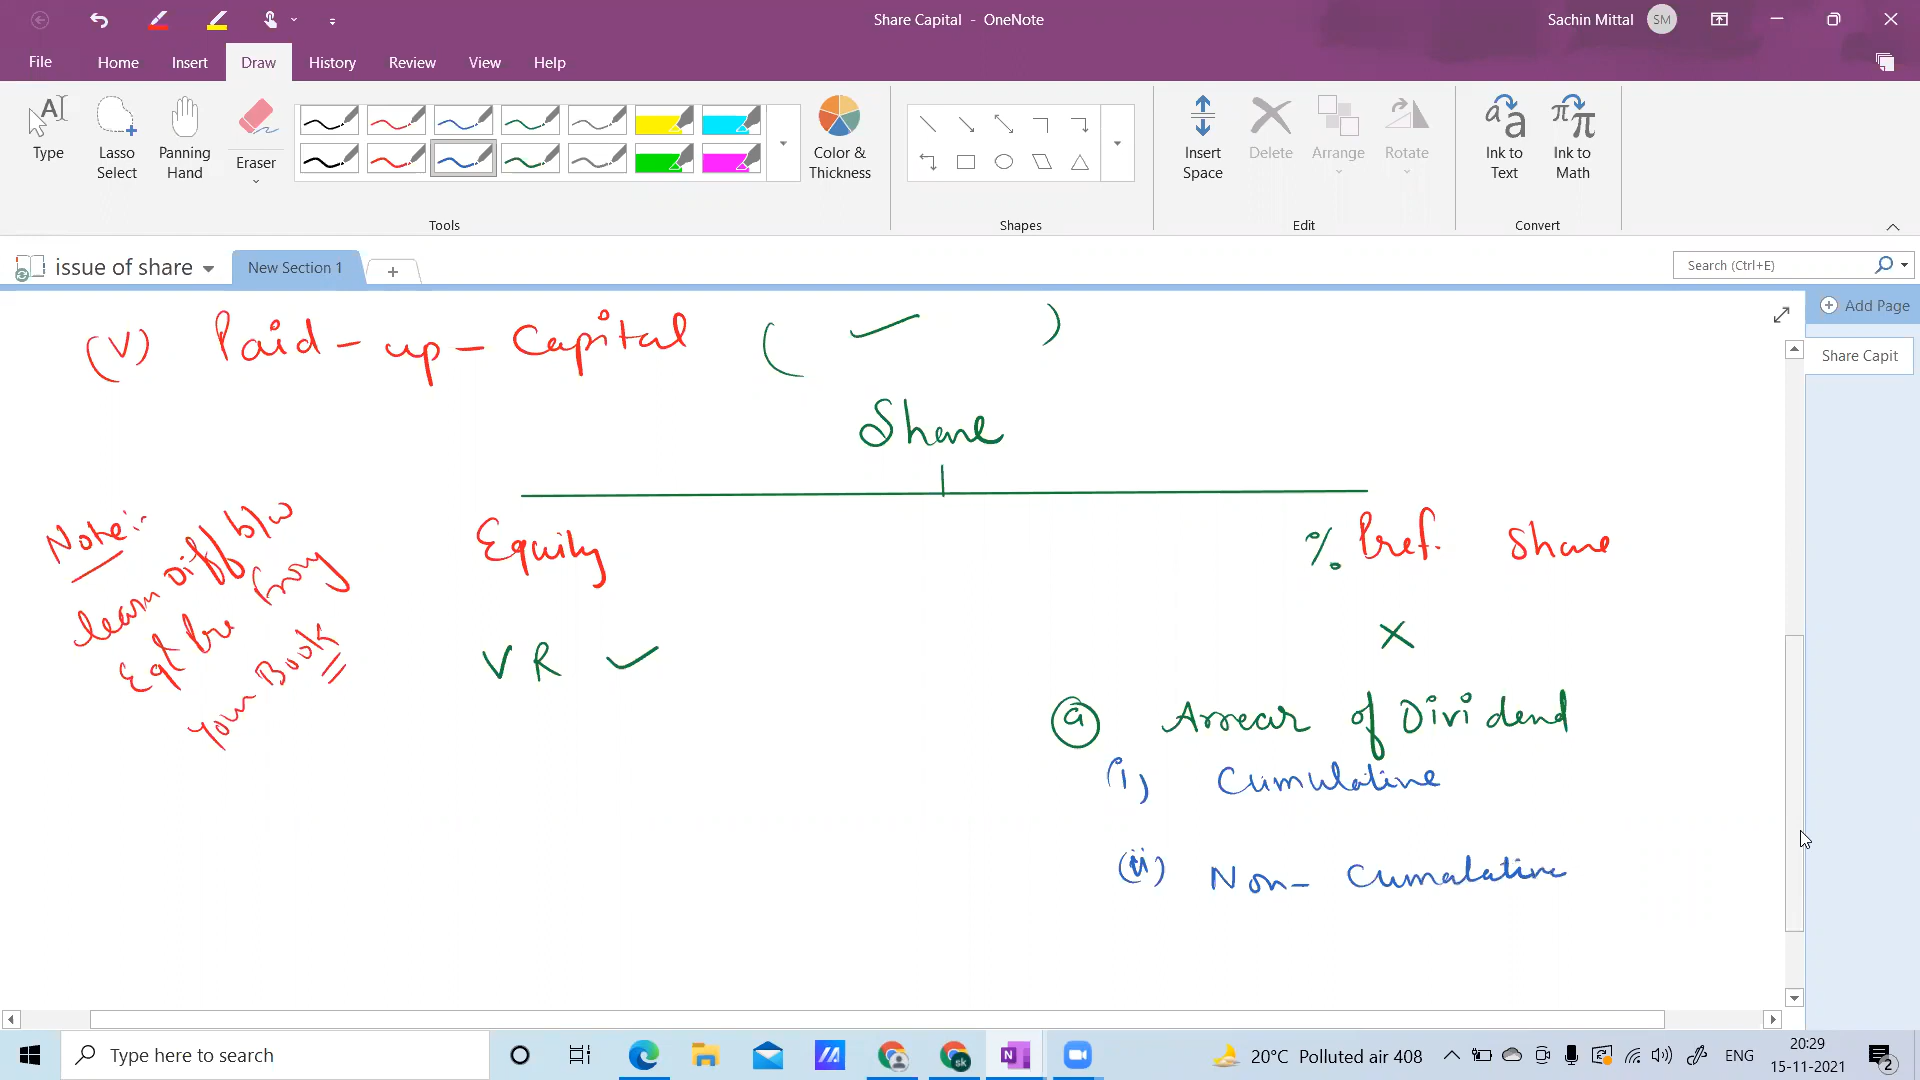 Share Capital - OneNote
Sachin Mittal SM
File Home Insert Draw History Review View Help
Type
Lasso Select
Panning Hand
Eraser
Color & Thickness
Insert Space
Delete
Arrange
Rotate
Ink to Text
Ink to Math
Tools Shapes Edit Convert
issue of share New Section 1 +
Search (Ctrl+E)
Add Page
Share Capit
(V) Paid-up-Capital ( )
Share
Equity % Pref. Share
Note:-
learn Diff b/w
Eqt Pre from
your Book
VR ✓
×
(a) Arrear of Dividend
(i) Cumulative
(ii) Non- Cumalative
Type here to search
20°C Polluted air 408
ENG
20:29
15-11-2021
2